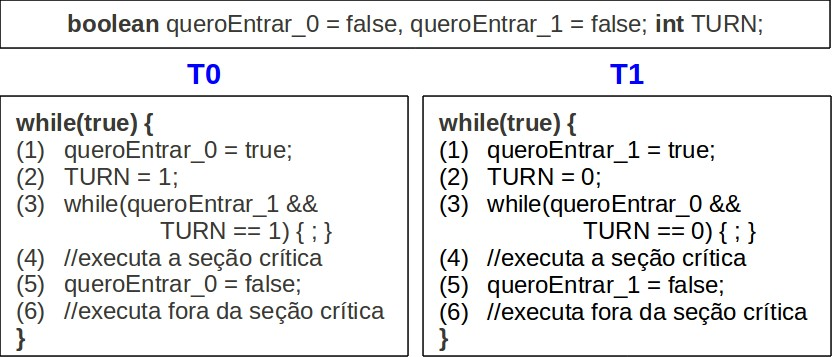 boolean queroEntrar_0 = false, queroEntrar_1 = false; int TURN;
T0
while(true) {
(1) queroEntrar_0 = true;
(2) TURN = 1;
(3) while(queroEntrar_1 &&
TURN == 1) { ; }
(4) //executa a seção crítica
(5) queroEntrar_0 = false;
(6) //executa fora da seção crítica
}
T1
while(true) {
(1) queroEntrar_1 = true;
(2) TURN = 0;
(3) while(queroEntrar_0 &&
TURN == 0) { ; }
(4) //executa a seção crítica
(5) queroEntrar_1 = false;
(6) //executa fora da seção crítica
}